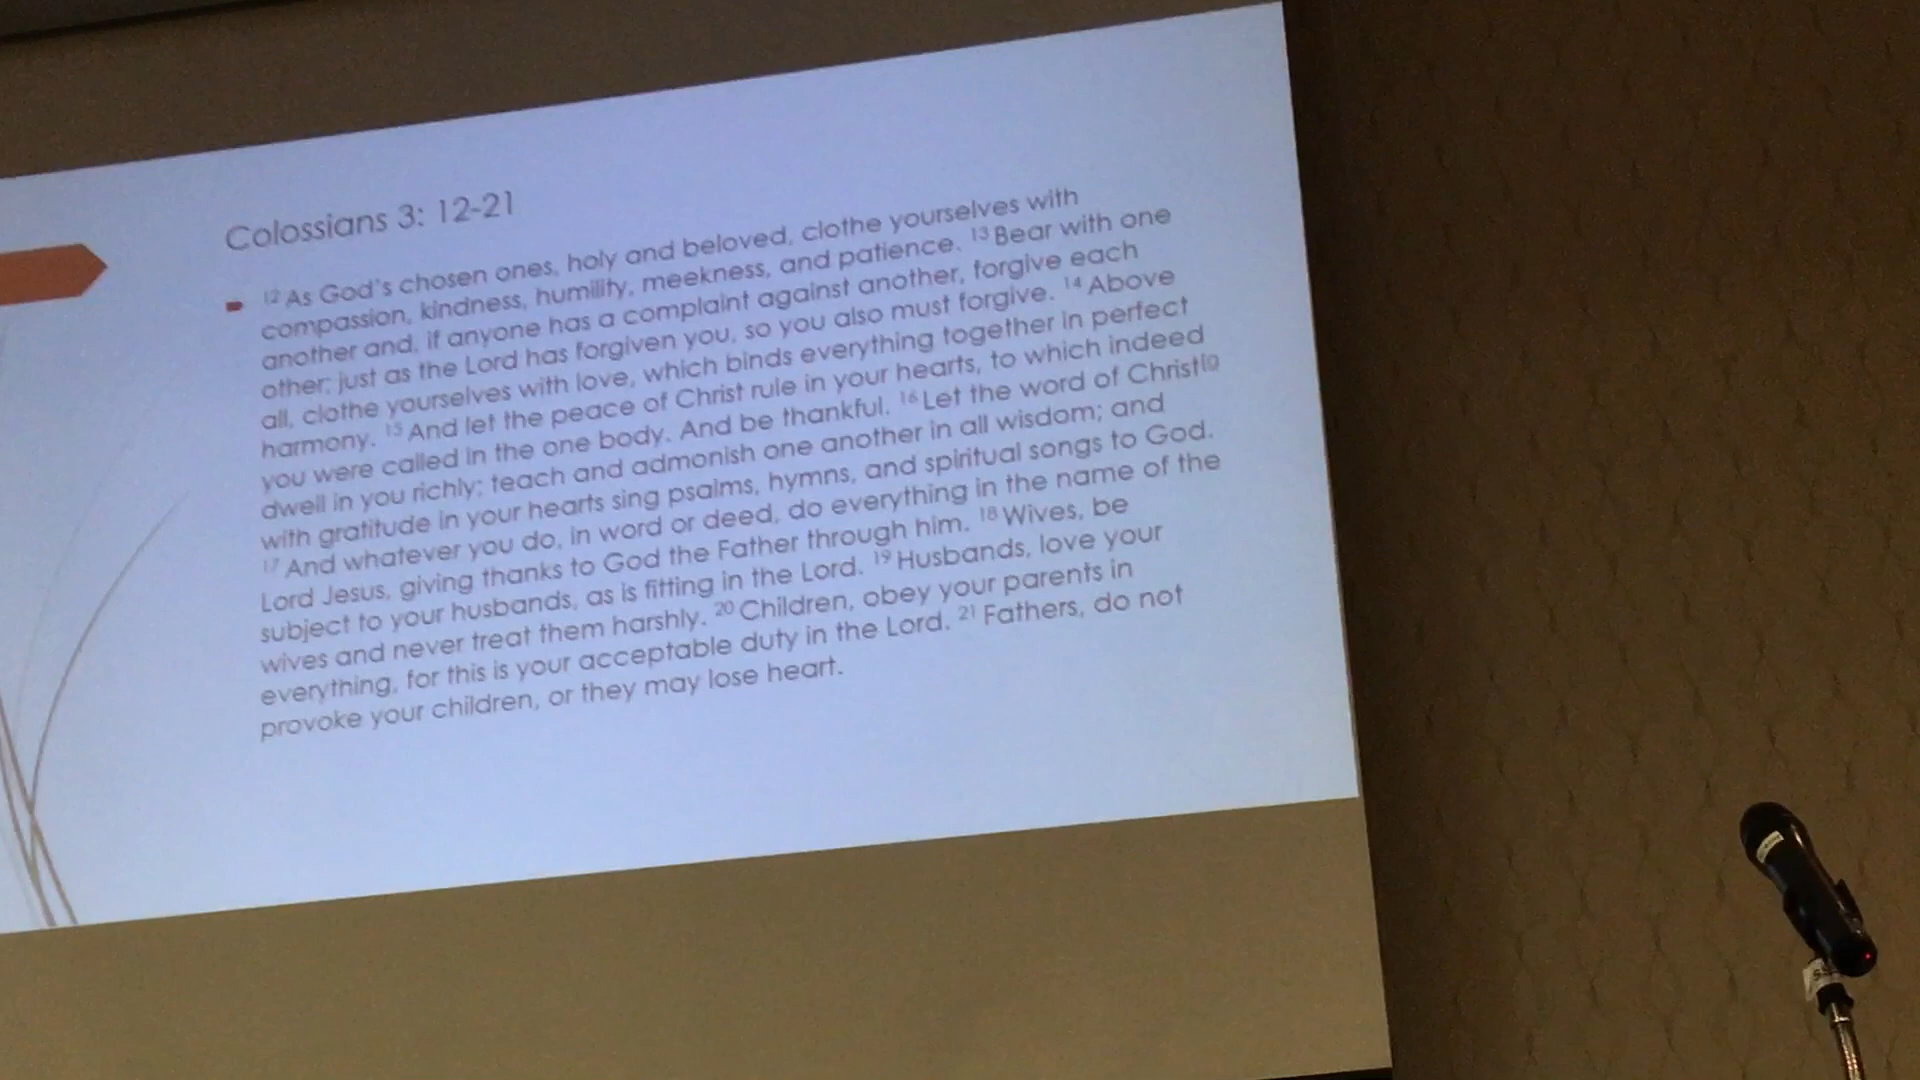 Colossians 3: 12-21
12 As God's chosen ones, holy and beloved, clothe yourselves with
compassion, kindness, humility, meekness, and patience. 13 Bear with one
another and, if anyone has a complaint against another, forgive each
other; just as the Lord has forgiven you, so you also must forgive. 14 Above
all, clothe yourselves with love, which binds everything together in perfect
harmony. 15 And let the peace of Christ rule in your hearts, to which indeed
you were called in the one body. And be thankful. 16 Let the word of Christ
dwell in you richly; teach and admonish one another in all wisdom; and
with gratitude in your hearts sing psalms, hymns, and spiritual songs to God.
17 And whatever you do, in word or deed, do everything in the name of the
Lord Jesus, giving thanks to God the Father through him. 18 Wives, be
subject to your husbands, as is fitting in the Lord. 19 Husbands, love your
wives and never treat them harshly. 20 Children, obey your parents in
everything, for this is your acceptable duty in the Lord. 21 Fathers, do not
provoke your children, or they may lose heart.